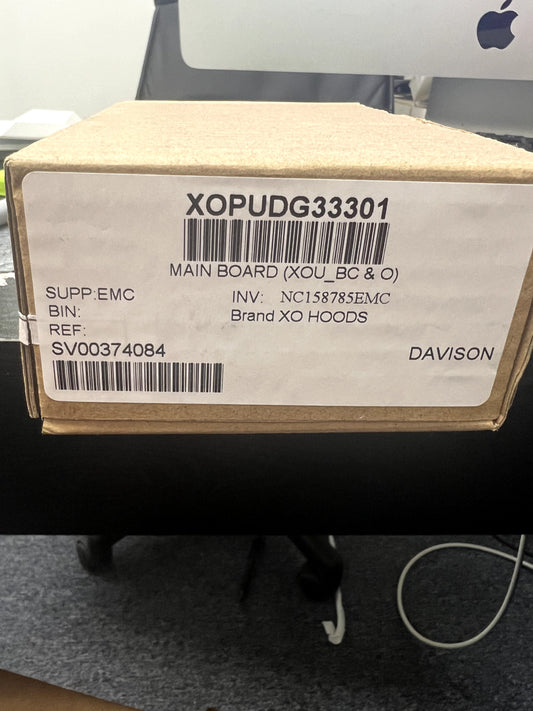 XOPUDG33301
MAIN BOARD (XOU_BC & O)
SUPP:EMC
INV: NC158785EMC
BIN:
Brand XO HOODS
REF:
SV00374084
DAVISON